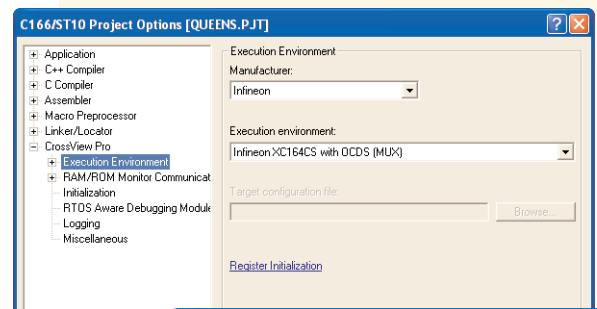 C166/ST10 Project Options [QUEENS.PJT]
Application
C++ Compiler
C Compiler
Assembler
Macro Preprocessor
Linker/Locator
CrossView Pro
Execution Environment
RAM/ROM Monitor Communicat
Initialization
RTOS Aware Debugging Module
Logging
Miscellaneous
Execution Environment
Manufacturer:
Infineon
Execution environment:
Infineon XC164CS with OCDS (MUX)
Target configuration file:
Browse...
Register Initialization